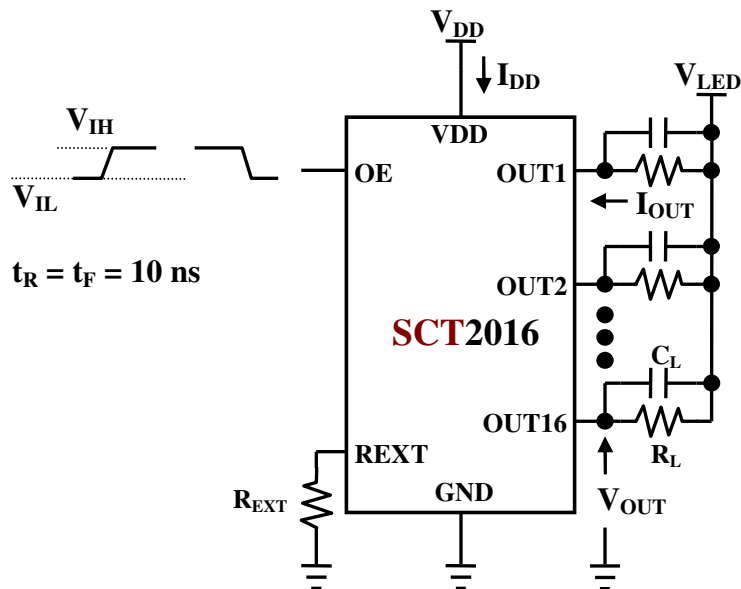 VDD
IDD
VLED
VIH
VDD
OE
OUT1
VIL
IOUT
tR = tF = 10 ns
OUT2
SCT2016
CL
OUT16
REXT
RL
GND
REXT
VOUT